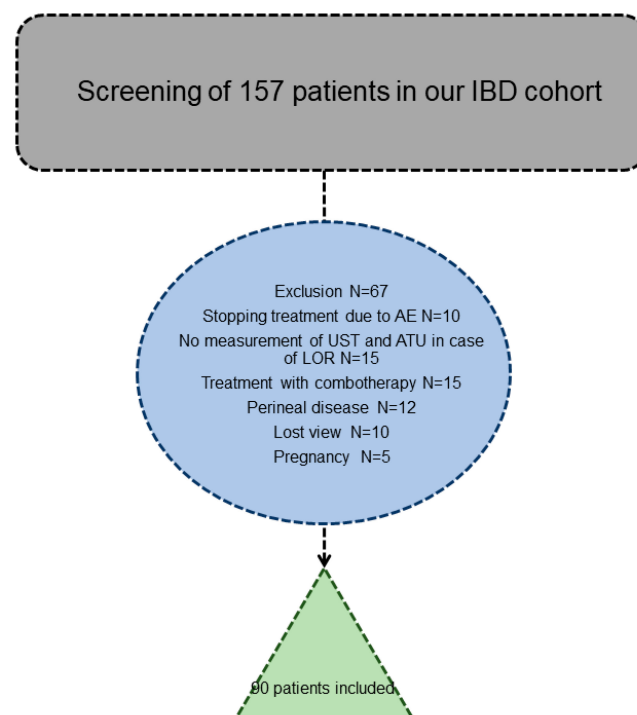 Screening of 157 patients in our IBD cohort
Exclusion N=67
Stopping treatment due to AE N=10
No measurement of UST and ATU in case
of LOR N=15
Treatment with combotherapy N=15
Perineal disease N=12
Lost view N=10
Pregnancy N=5
90 patients included